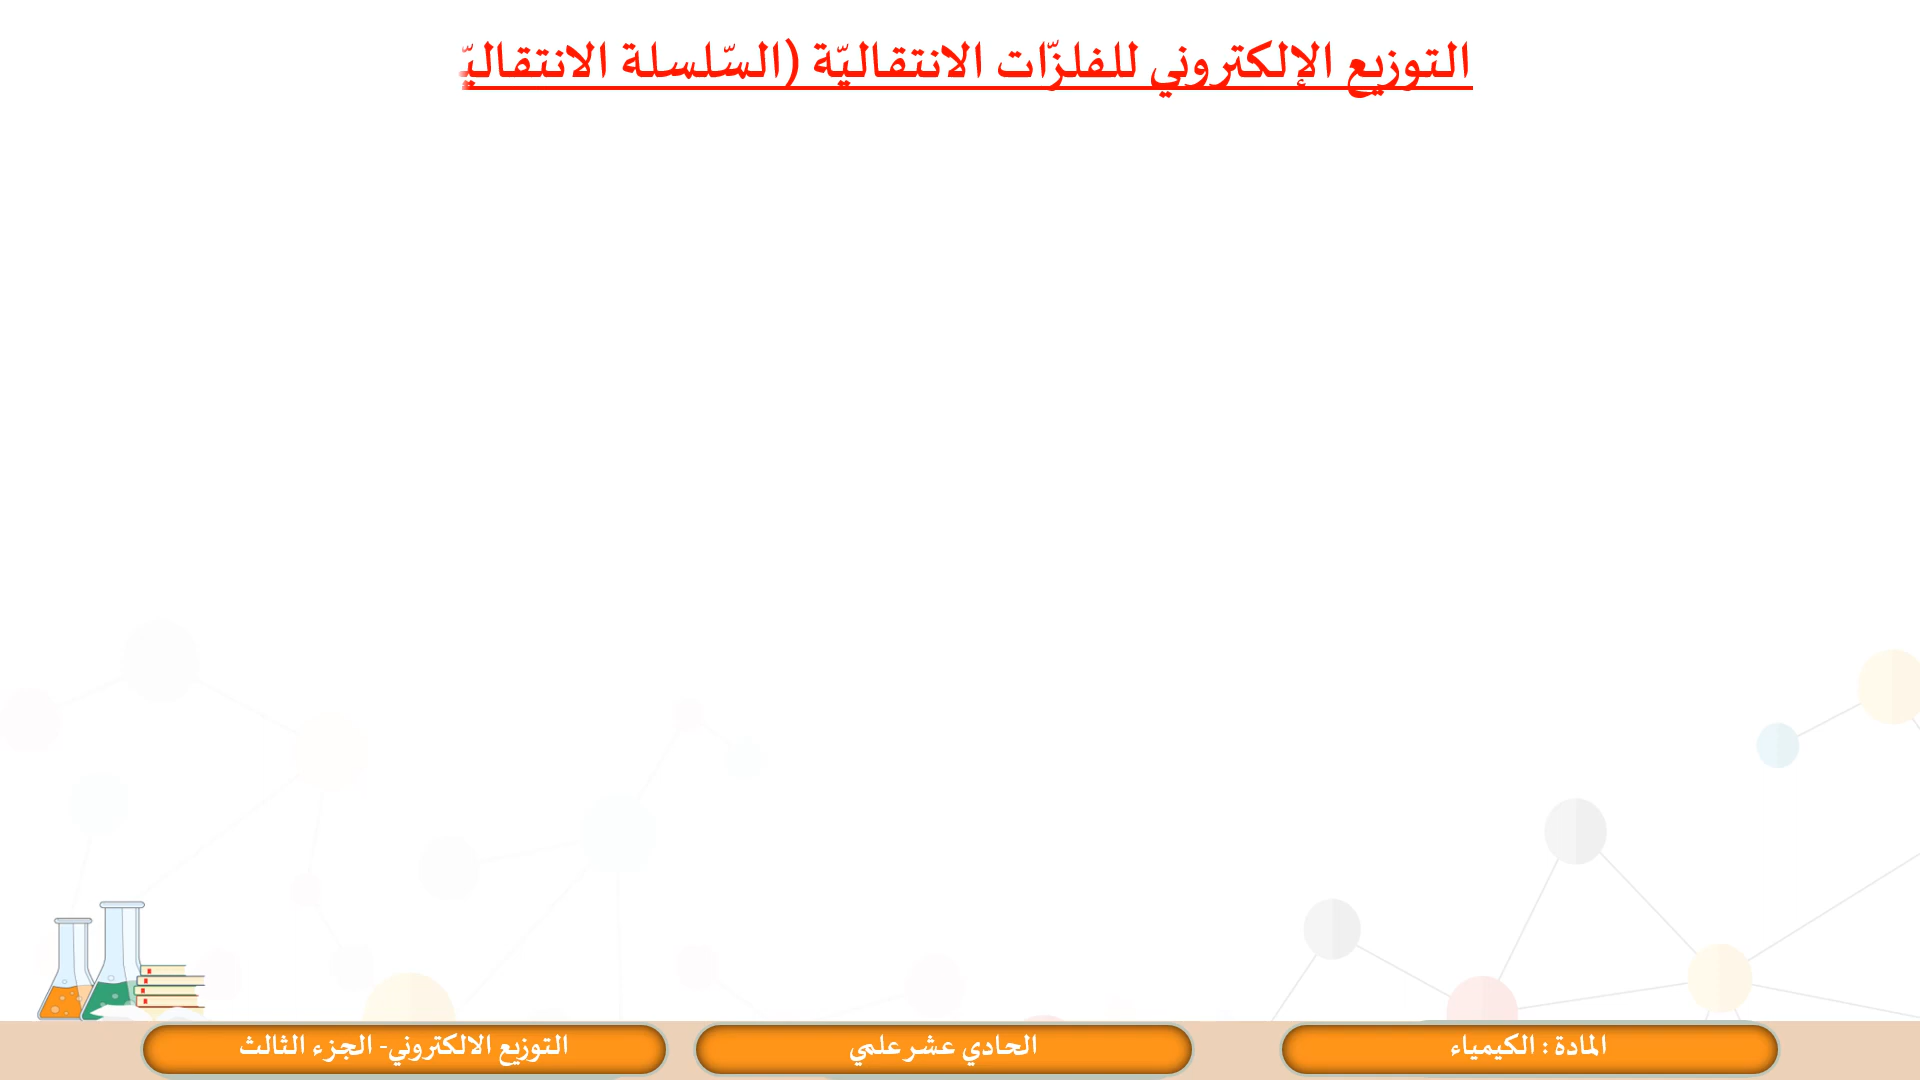 التوزيع الإلكتروني للفلزّات الانتقاليّة (السّلسلة الانتقاليّ
المادة : الكيمياء
الحادي عشر علمي
التوزيع الالكتروني- الجزء الثالث